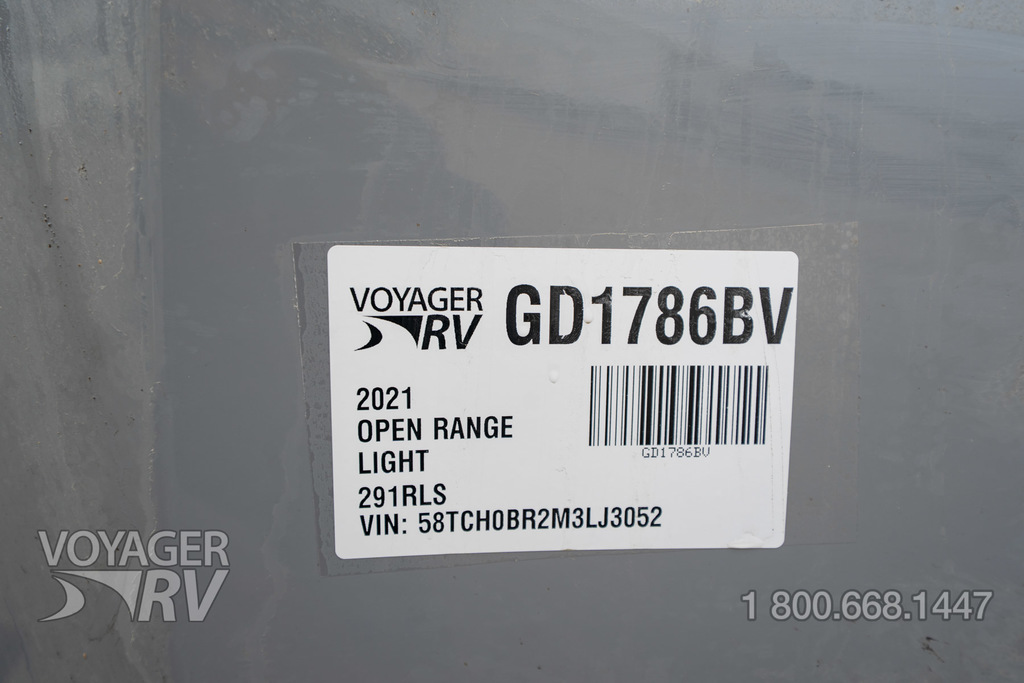 VOYAGER
RV
GD1786BV
2021
OPEN RANGE
LIGHT
291RLS
VIN: 58TCH0BR2M3LJ3052
GD1786BV
VOYAGER
RV
1 800.668.1447